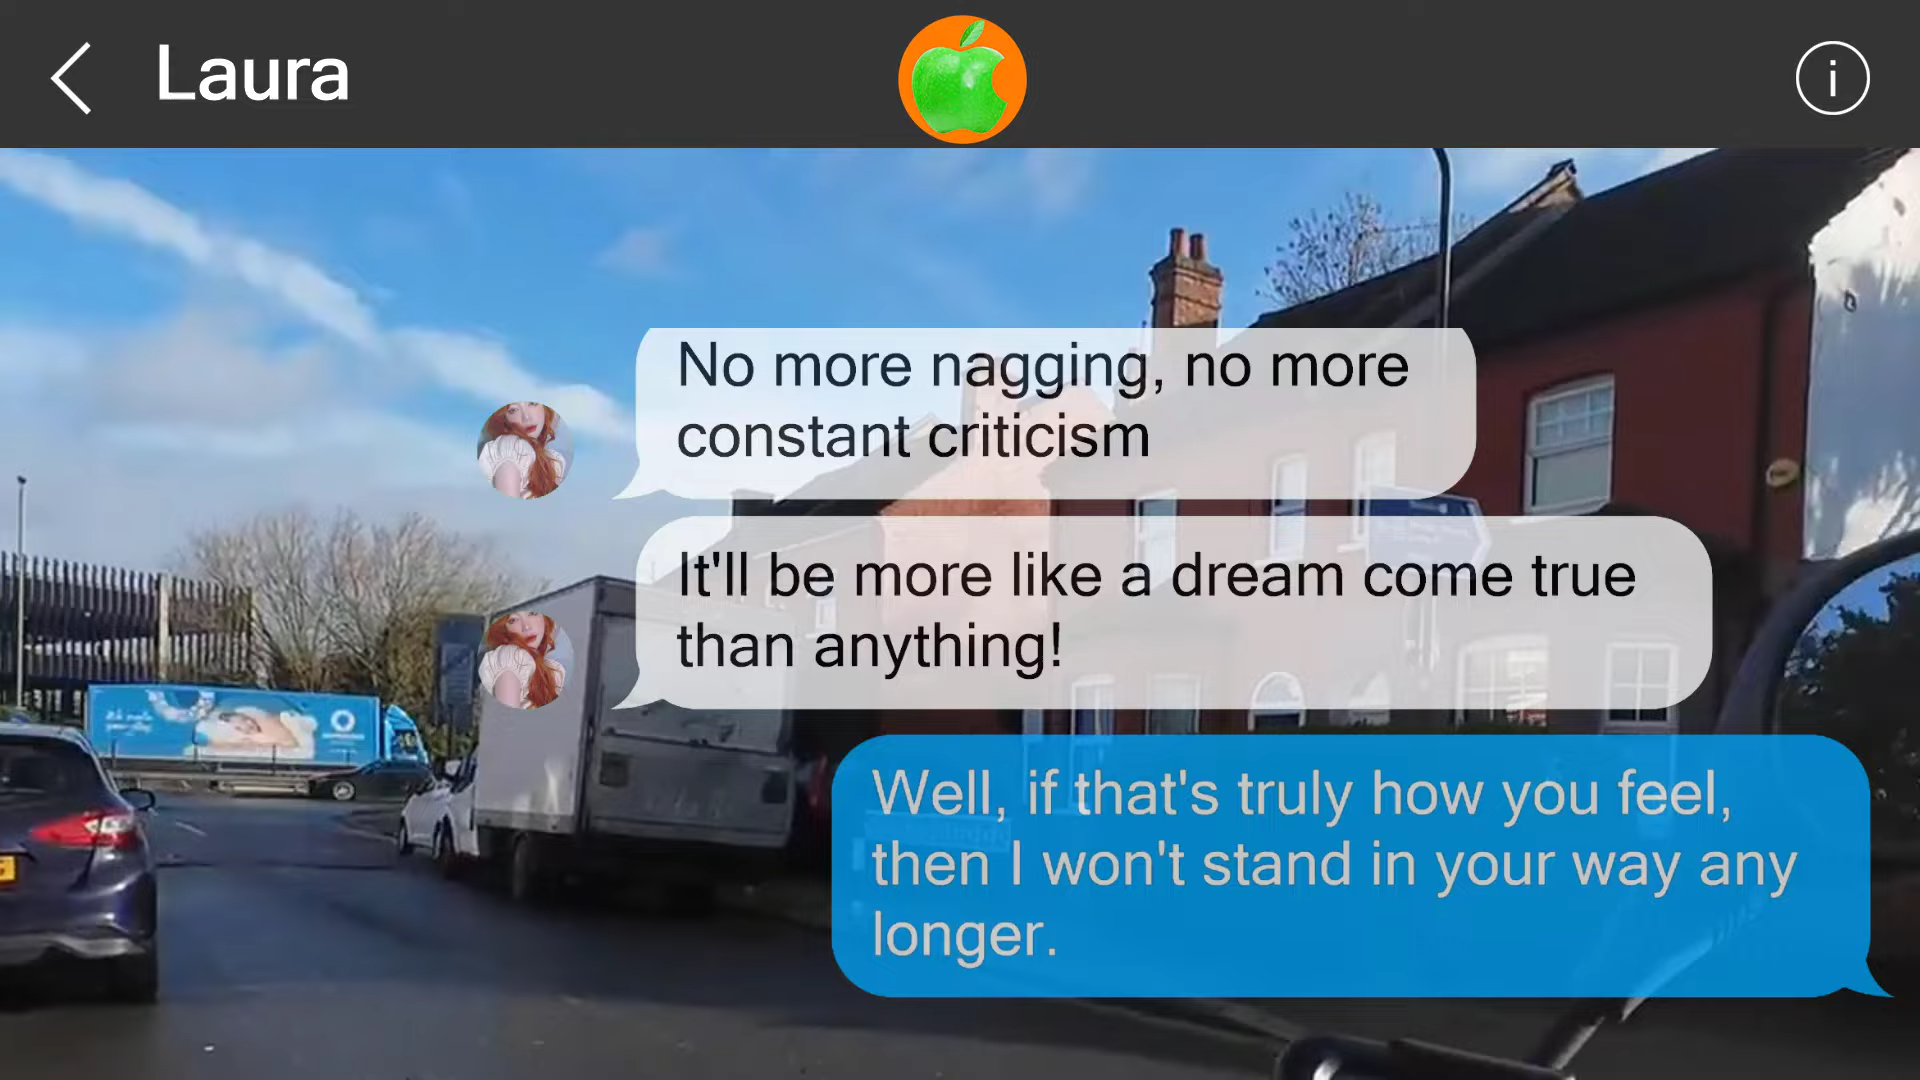 Laura
No more nagging, no more
constant criticism
It'll be more like a dream come true
than anything!
Well, if that's truly how you feel,
then I won't stand in your way any
longer.